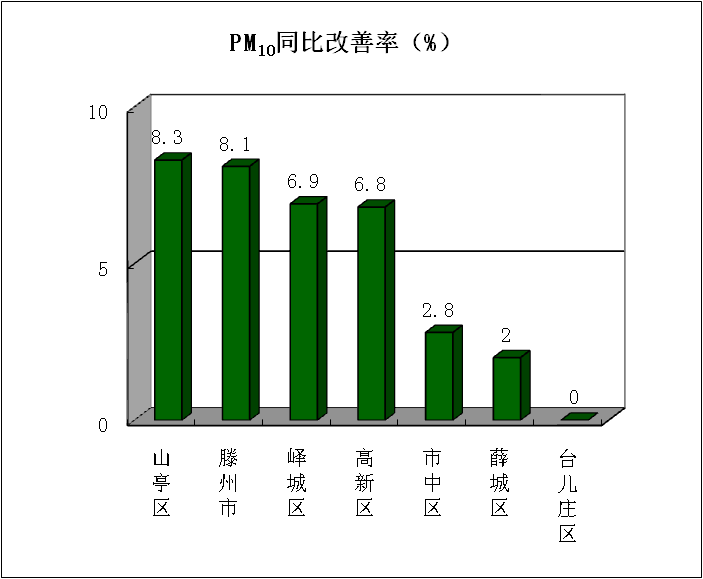 PM10同比改善率（%）
10
5
0
8.3
8.1
6.9
6.8
2.8
2
0
山亭区
滕州市
峄城区
高新区
市中区
薛城区
台儿庄区